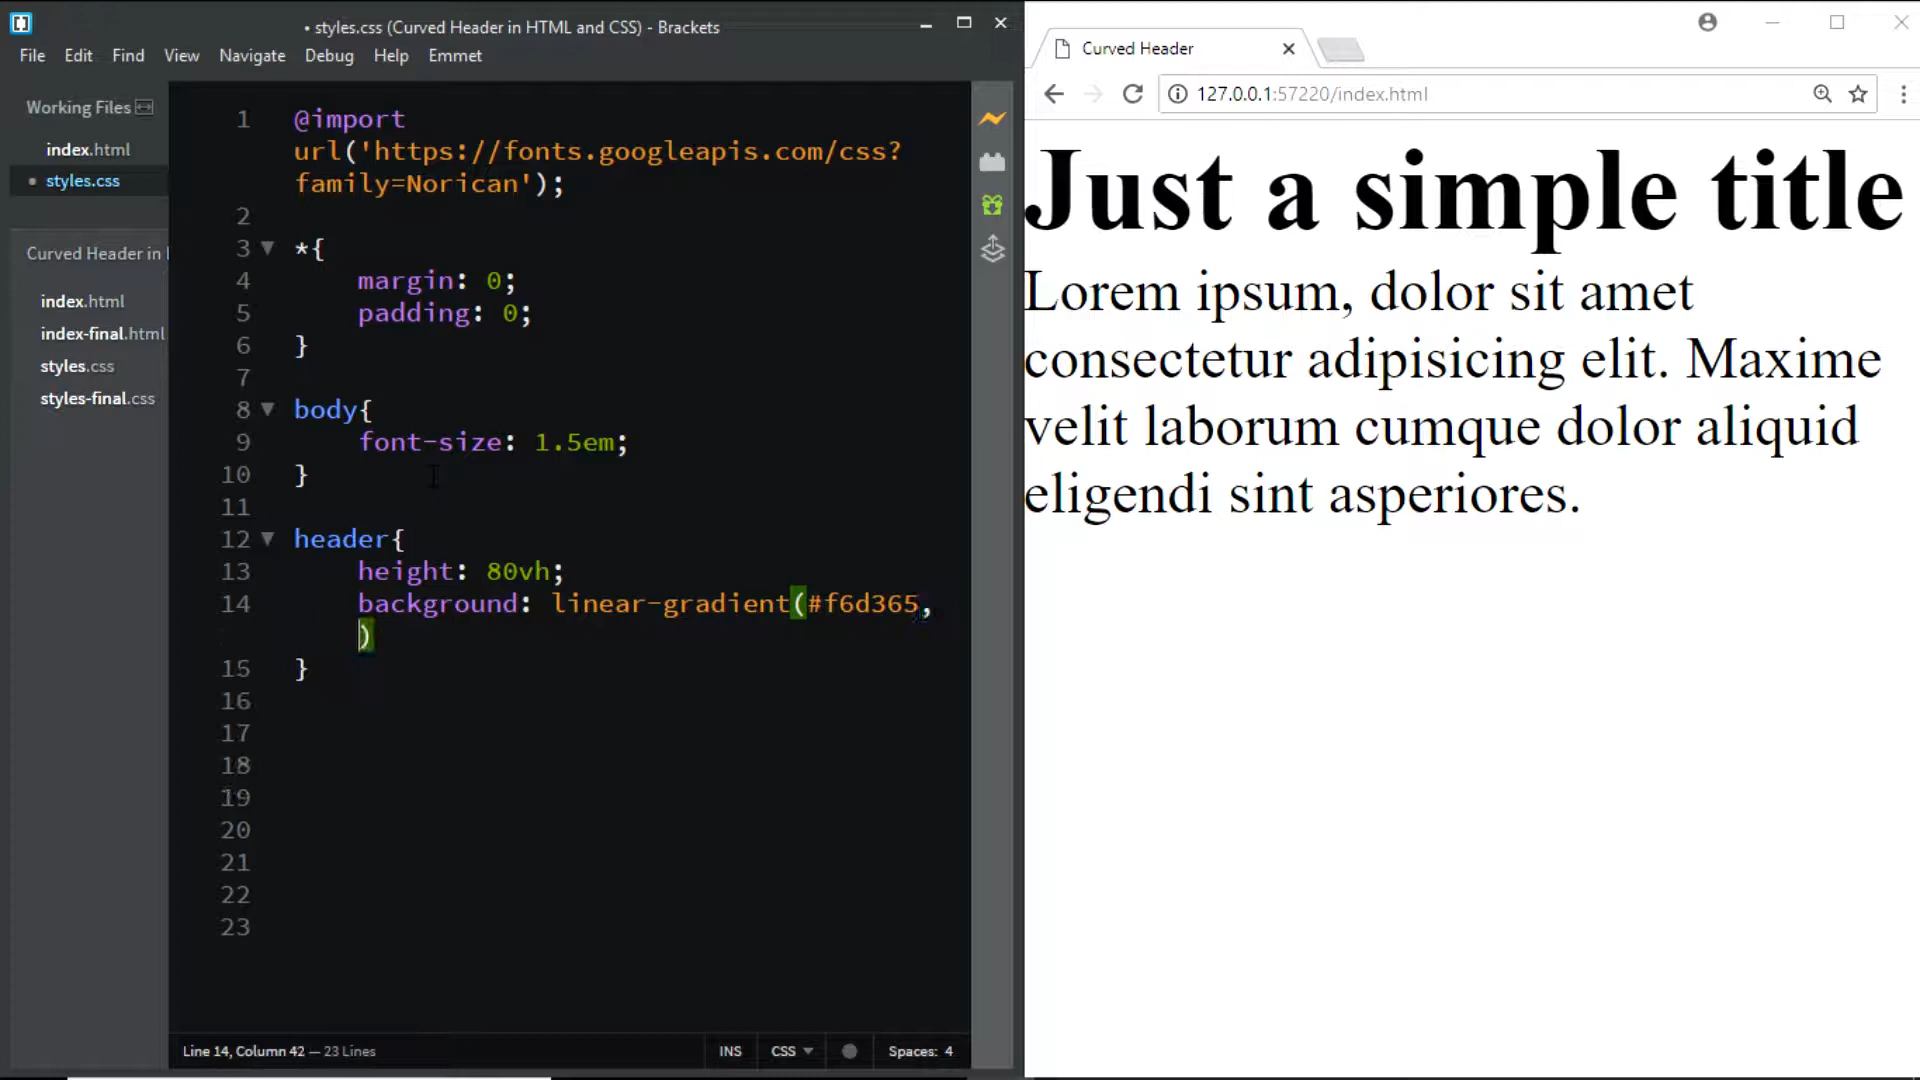 • styles.css (Curved Header in HTML and CSS) - Brackets
File Edit Find View Navigate Debug Help Emmet
Working Files
index.html
• styles.css
Curved Header in
index.html
index-final.html
styles.css
styles-final.css
1 @import
url('https://fonts.googleapis.com/css?
family=Norican');
2
3 *{
4 margin: 0;
5 padding: 0;
6 }
7
8 body{
9 font-size: 1.5em;
10 }
11
12 header{
13 height: 80vh;
14 background: linear-gradient(#f6d365,
)
15 }
16
17
18
19
20
21
22
23
Line 14, Column 42 — 23 Lines
INS CSS Spaces: 4
Curved Header
127.0.0.1:57220/index.html
Just a simple title
Lorem ipsum, dolor sit amet
consectetur adipisicing elit. Maxime
velit laborum cumque dolor aliquid
eligendi sint asperiores.